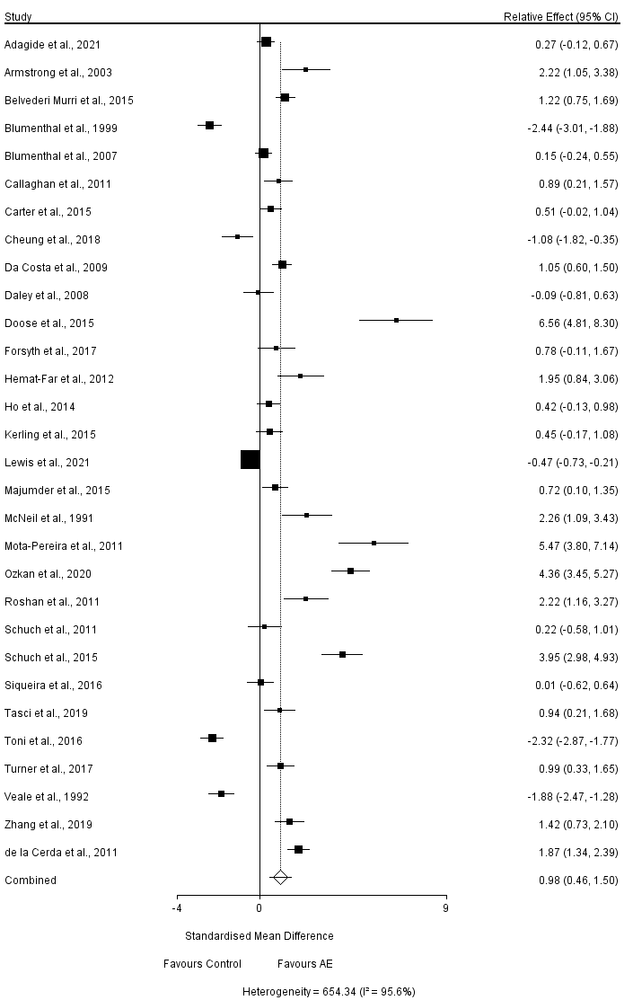 Study Relative Effect (95% CI)
Adagide et al., 2021 0.27 (-0.12, 0.67)
Armstrong et al., 2003 2.22 (1.05, 3.38)
Belvederi Murri et al., 2015 1.22 (0.75, 1.69)
Blumenthal et al., 1999 -2.44 (-3.01, -1.88)
Blumenthal et al., 2007 0.15 (-0.24, 0.55)
Callaghan et al., 2011 0.89 (0.21, 1.57)
Carter et al., 2015 0.51 (-0.02, 1.04)
Cheung et al., 2018 -1.08 (-1.82, -0.35)
Da Costa et al., 2009 1.05 (0.60, 1.50)
Daley et al., 2008 -0.09 (-0.81, 0.63)
Doose et al., 2015 6.56 (4.81, 8.30)
Forsyth et al., 2017 0.78 (-0.11, 1.67)
Hemat-Far et al., 2012 1.95 (0.84, 3.06)
Ho et al., 2014 0.42 (-0.13, 0.98)
Kerling et al., 2015 0.45 (-0.17, 1.08)
Lewis et al., 2021 -0.47 (-0.73, -0.21)
Majumder et al., 2015 0.72 (0.10, 1.35)
McNeil et al., 1991 2.26 (1.09, 3.43)
Mota-Pereira et al., 2011 5.47 (3.80, 7.14)
Ozkan et al., 2020 4.36 (3.45, 5.27)
Roshan et al., 2011 2.22 (1.16, 3.27)
Schuch et al., 2011 0.22 (-0.58, 1.01)
Schuch et al., 2015 3.95 (2.98, 4.93)
Siqueira et al., 2016 0.01 (-0.62, 0.64)
Tasci et al., 2019 0.94 (0.21, 1.68)
Toni et al., 2016 -2.32 (-2.87, -1.77)
Turner et al., 2017 0.99 (0.33, 1.65)
Veale et al., 1992 -1.88 (-2.47, -1.28)
Zhang et al., 2019 1.42 (0.73, 2.10)
de la Cerda et al., 2011 1.87 (1.34, 2.39)
Combined 0.98 (0.46, 1.50)
-4 0 9
Standardised Mean Difference
Favours Control Favours AE
Heterogeneity = 654.34 (I² = 95.6%)